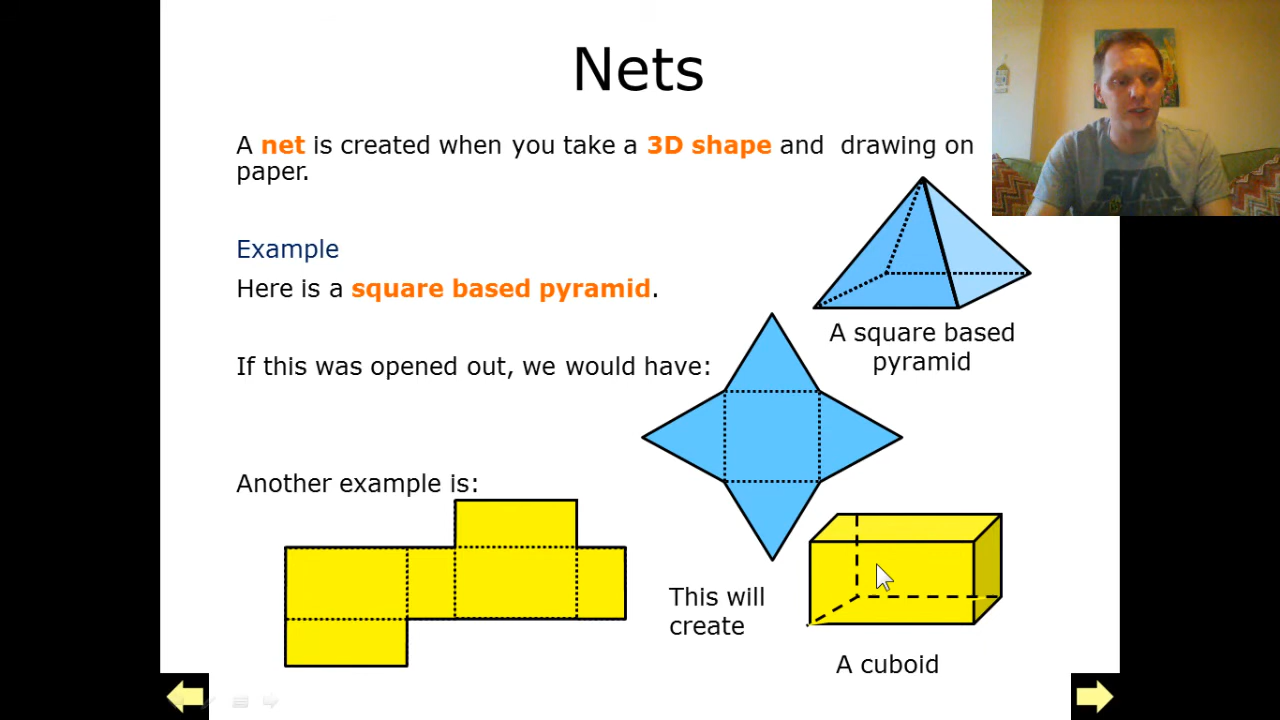 Nets
A net is created when you take a 3D shape and drawing on
paper.
Example
Here is a square based pyramid.
A square based
pyramid
If this was opened out, we would have:
Another example is:
This will
create
A cuboid